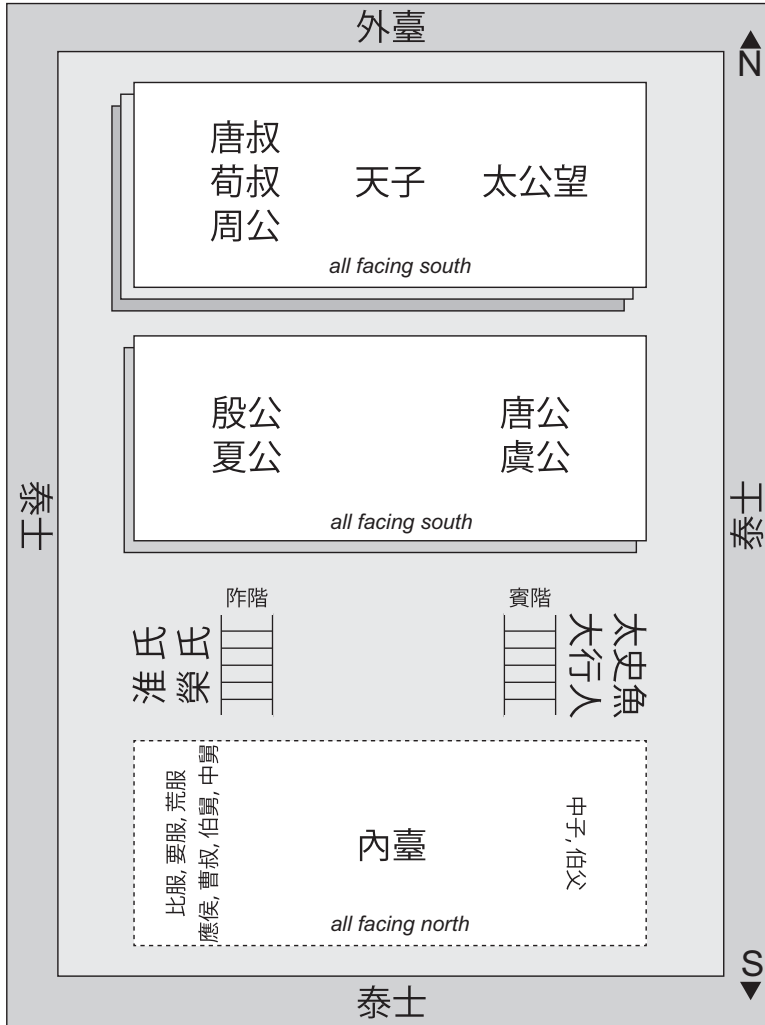 外臺
N
唐叔
荀叔
周公
天子
太公望
all facing south
殷公
夏公
唐公
虞公
all facing south
泰士
泰士
阼階
賓階
淮氏
榮氏
太史魚
大行人
比服, 要服, 荒服
應侯, 曹叔, 伯舅, 中舅
內臺
中子, 伯父
all facing north
S
泰士